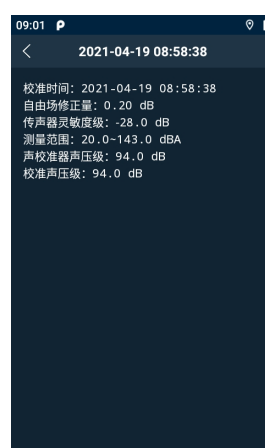 09:01 P
2021-04-19 08:58:38
校准时间: 2021-04-19 08:58:38
自由场修正量: 0.20 dB
传声器灵敏度级: -28.0 dB
测量范围: 20.0~143.0 dBA
声校准器声压级: 94.0 dB
校准声压级: 94.0 dB